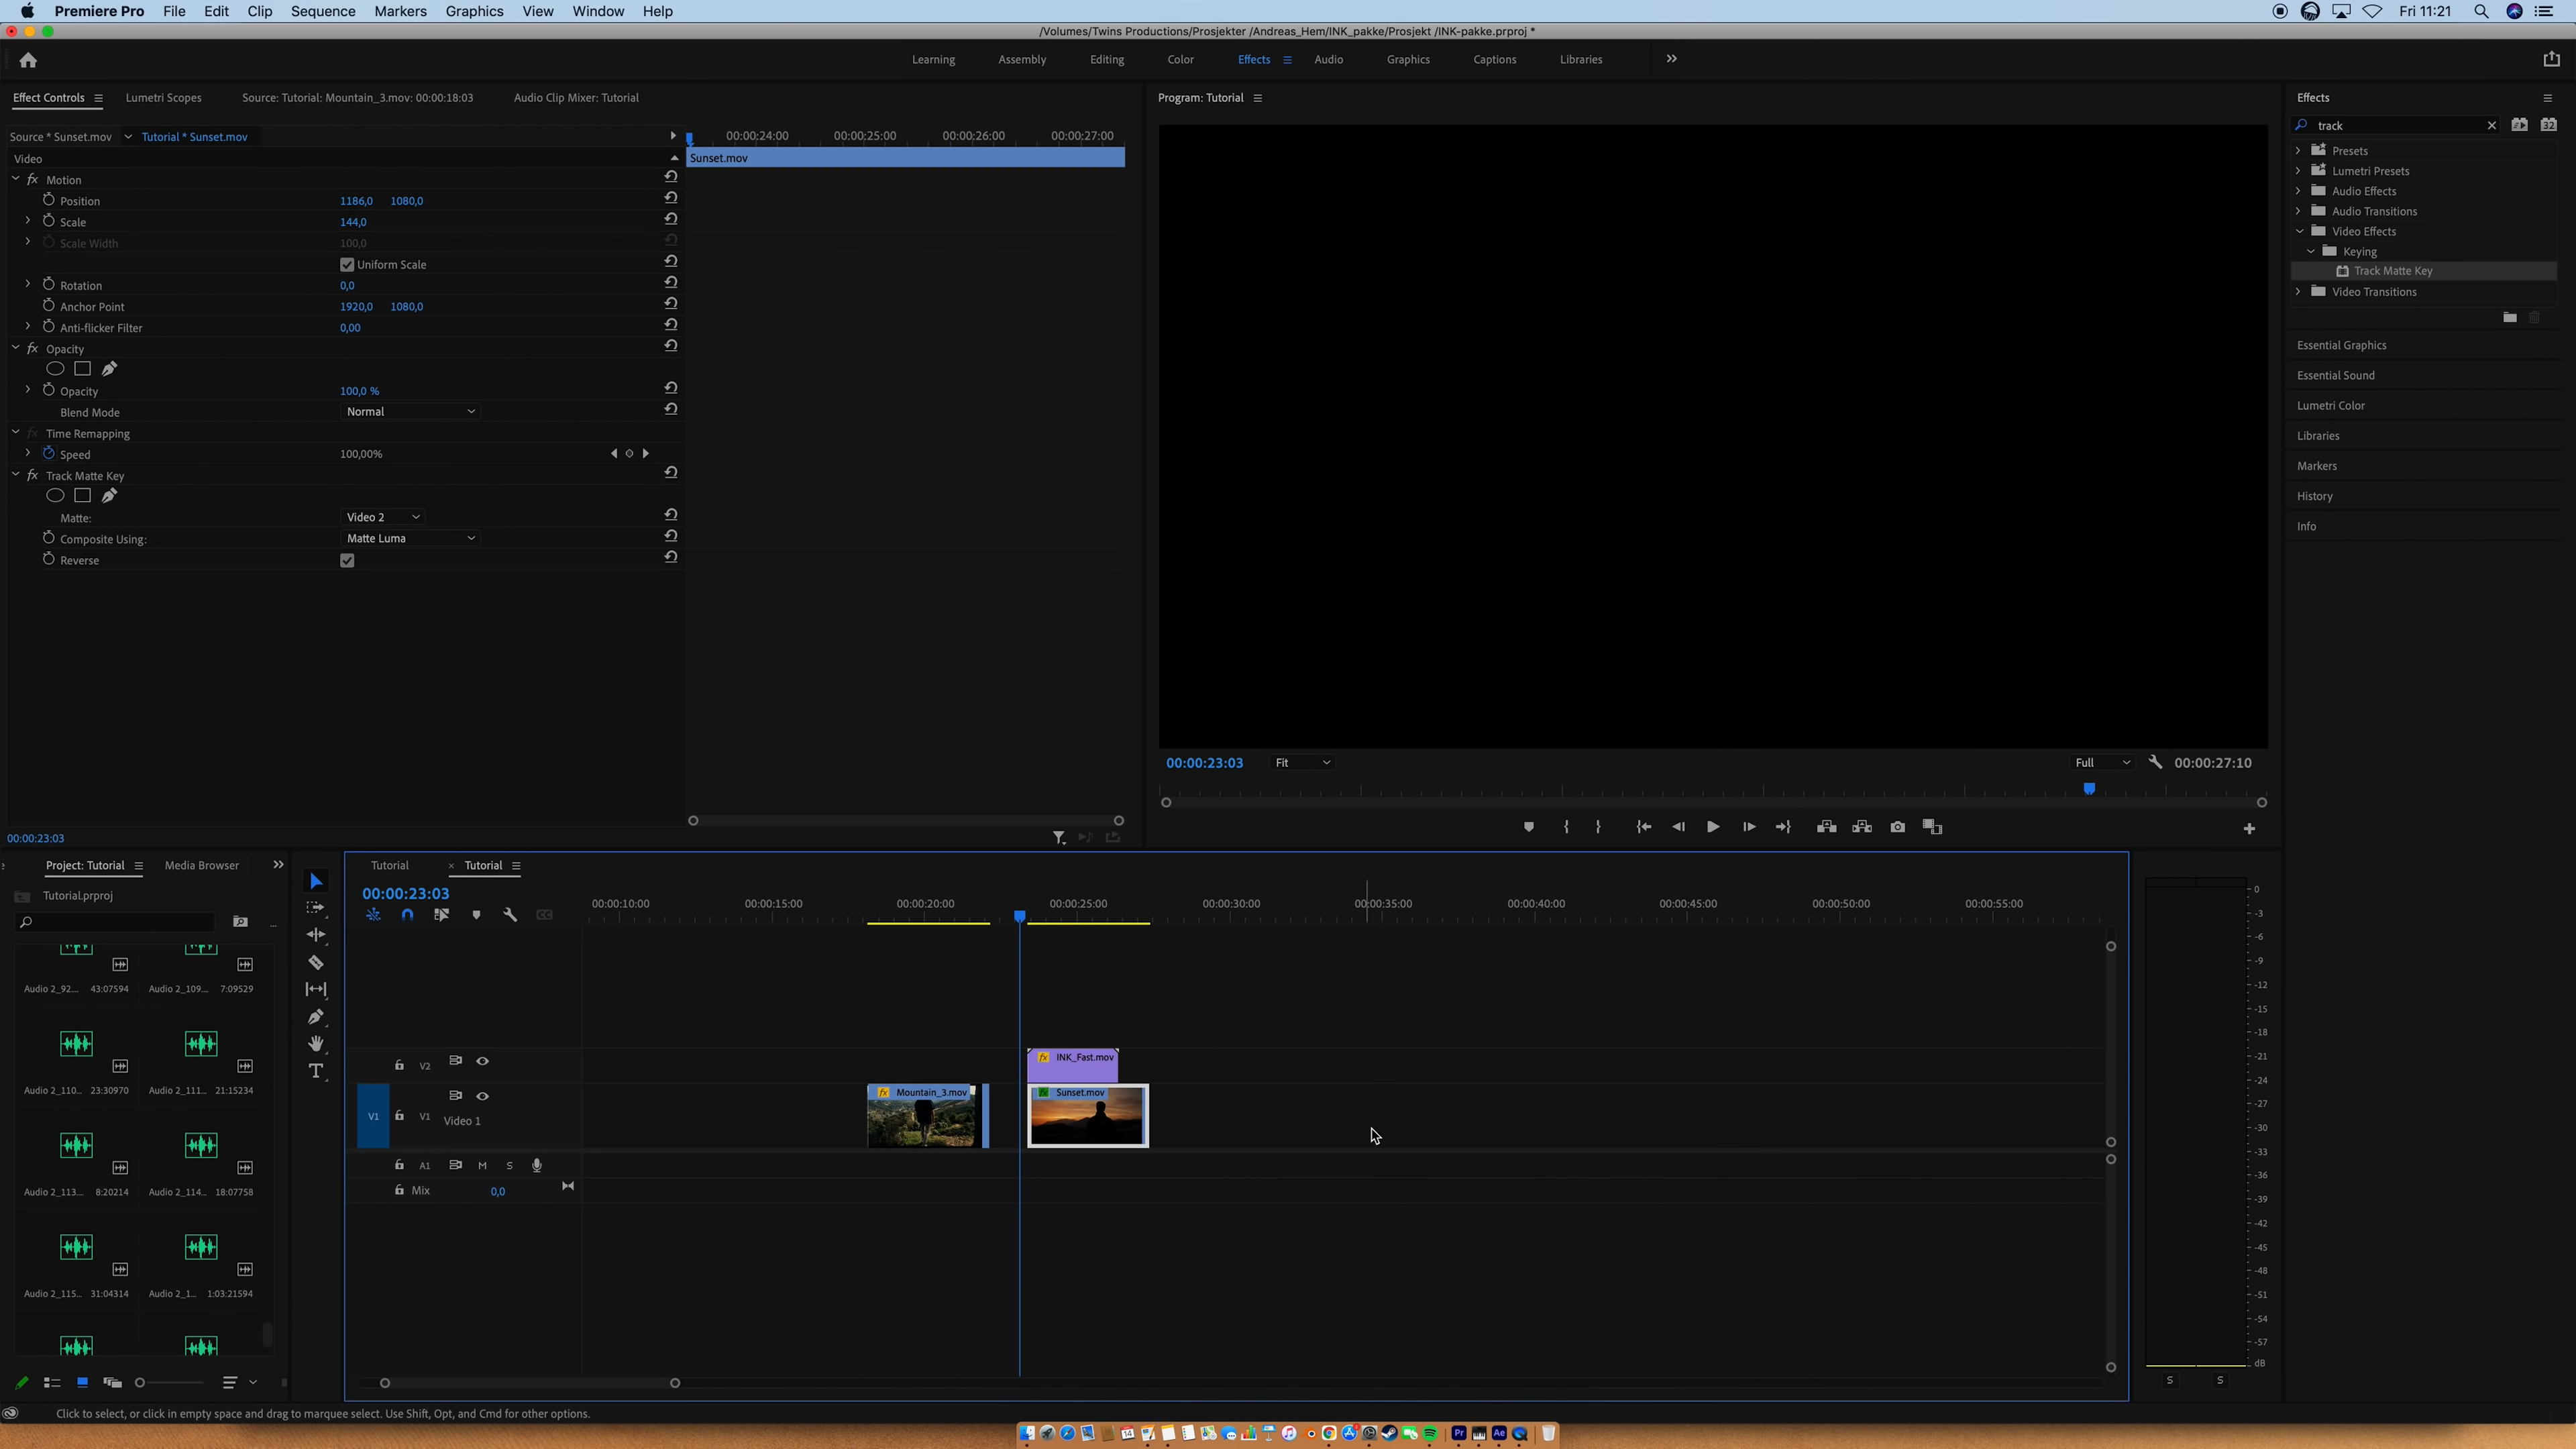 Premiere Pro File Edit Clip Sequence Markers Graphics View Window Help Fri 11:21
/Volumes/Twins Productions/Prosjekter /Andreas_Hem/INK_pakke/Prosjekt /INK-pakke.prproj *
Learning Assembly Editing Color Effects Audio Graphics Captions Libraries
Effect Controls Lumetri Scopes Source: Tutorial: Mountain_3.mov: 00:00:18:03 Audio Clip Mixer: Tutorial
Program: Tutorial
Effects
Source * Sunset.mov Tutorial * Sunset.mov
00:00:24:00 00:00:25:00 00:00:26:00 00:00:27:00
track
32
Video
Sunset.mov
Presets
Lumetri Presets
Audio Effects
Audio Transitions
Video Effects
Keying
Track Matte Key
Video Transitions
fx Motion
Position 1186,0 1080,0
Scale 144,0
Scale Width 100,0
Uniform Scale
Rotation 0,0
Anchor Point 1920,0 1080,0
Anti-flicker Filter 0,00
fx Opacity
Opacity 100,0 %
Blend Mode Normal
fx Time Remapping
Speed 100,00%
fx Track Matte Key
Matte: Video 2
Composite Using: Matte Luma
Reverse
Essential Graphics
Essential Sound
Lumetri Color
Libraries
Markers
History
Info
00:00:23:03 Fit Full 00:00:27:10
00:00:23:03
Project: Tutorial Media Browser
Tutorial.prproj
Audio 2_92... 43:07594 Audio 2_109... 7:09529
Audio 2_110... 23:30970 Audio 2_111... 21:15234
Audio 2_113... 8:20214 Audio 2_114... 18:07758
Audio 2_115... 31:04314 Audio 2_1... 1:03:21594
Tutorial × Tutorial
00:00:23:03
00:00:10:00 00:00:15:00 00:00:20:00 00:00:25:00 00:00:30:00 00:00:35:00 00:00:40:00 00:00:45:00 00:00:50:00 00:00:55:00
V2
fx INK_Fast.mov
V1 V1 Video 1
fx Mountain_3.mov
fx Sunset.mov
A1 M S
Mix 0,0
0
-3
-6
-9
-12
-15
-18
-21
-24
-27
-30
-33
-36
-39
-42
-45
-48
-51
-54
-57
dB
S S
Click to select, or click in empty space and drag to marquee select. Use Shift, Opt, and Cmd for other options.
14
Pr
Ae